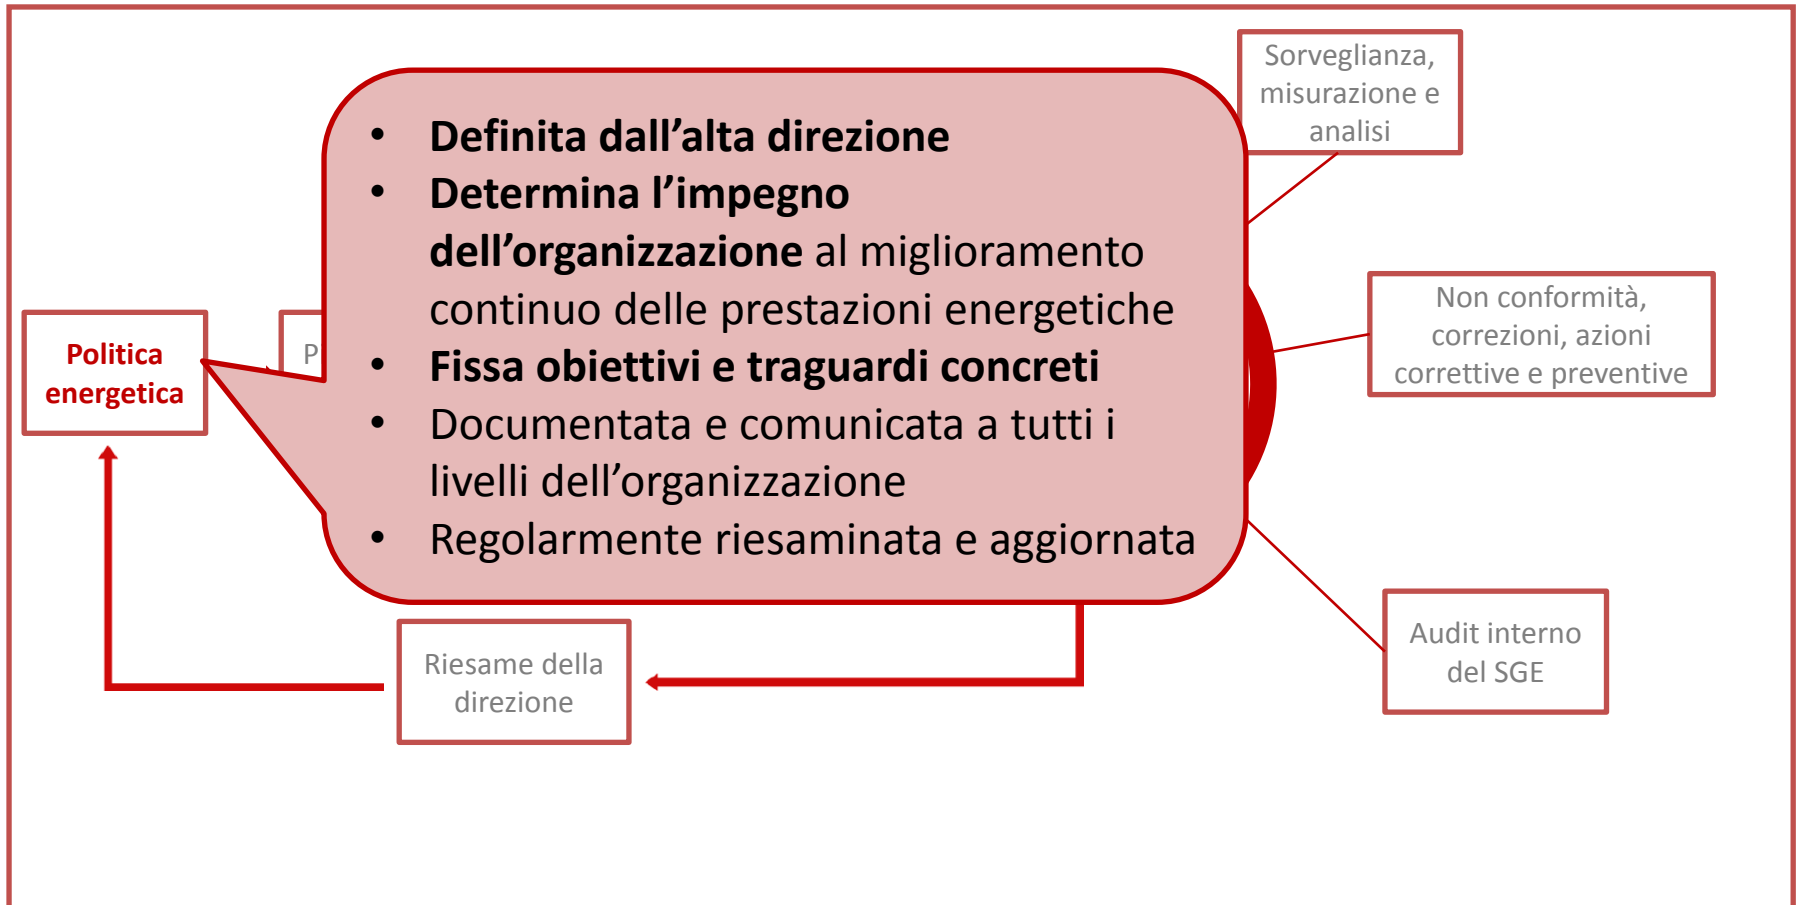 Sorveglianza,
misurazione e
analisi
• Definita dall’alta direzione
• Determina l’impegno
dell’organizzazione al miglioramento
continuo delle prestazioni energetiche
• Fissa obiettivi e traguardi concreti
• Documentata e comunicata a tutti i
livelli dell’organizzazione
• Regolarmente riesaminata e aggiornata
Politica
energetica
Non conformità,
correzioni, azioni
correttive e preventive
Riesame della
direzione
Audit interno
del SGE